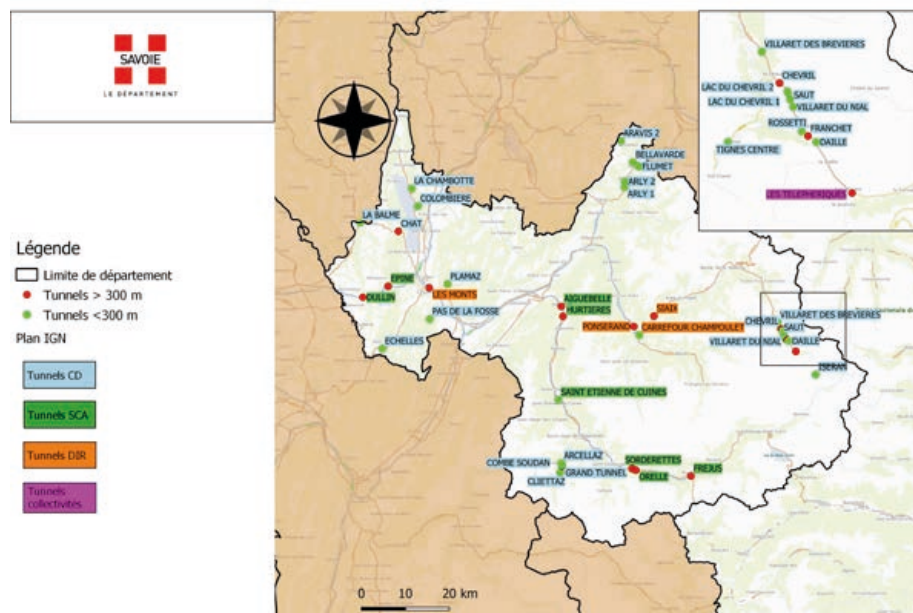 SAVOIE
LE DÉPARTEMENT
Légende
Limite de département
Tunnels > 300 m
Tunnels <300 m
Plan IGN
Tunnels CD
Tunnels SCA
Tunnels DIR
Tunnels
collectivités
VILLARET DES BREVIERES
CHEVRIL
LAC DU CHEVRIL 2
SAUT
LAC DU CHEVRIL 1
VILLARET DU NIAL
ROSSETTI
FRANCHET
DAILLE
TIGNES CENTRE
LES TELEPHERIQUES
ARAVIS 2
BELLAVARDE
FLUMET
ARLY 2
ARLY 1
LA CHAMBOTTE
COLOMBIERE
LA BALME
CHAT
EPINE
PLAMAZ
DULLIN
LES MONTS
PAS DE LA FOSSE
ECHELLES
AIGUEBELLE
HURTIERES
SIAIX
PONSERAND
CARREFOUR CHAMPOULET
VILLARET DES BREVIERES
CHEVRIL
SAUT
VILLARET DU NIAL
DAILLE
ISERAN
SAINT ETIENNE DE CUINES
ARCELLAZ
COMBE SOUDAN
GRAND TUNNEL
CLIETTAZ
SORDERETTES
ORELLE
FREJUS
0 10 20 km